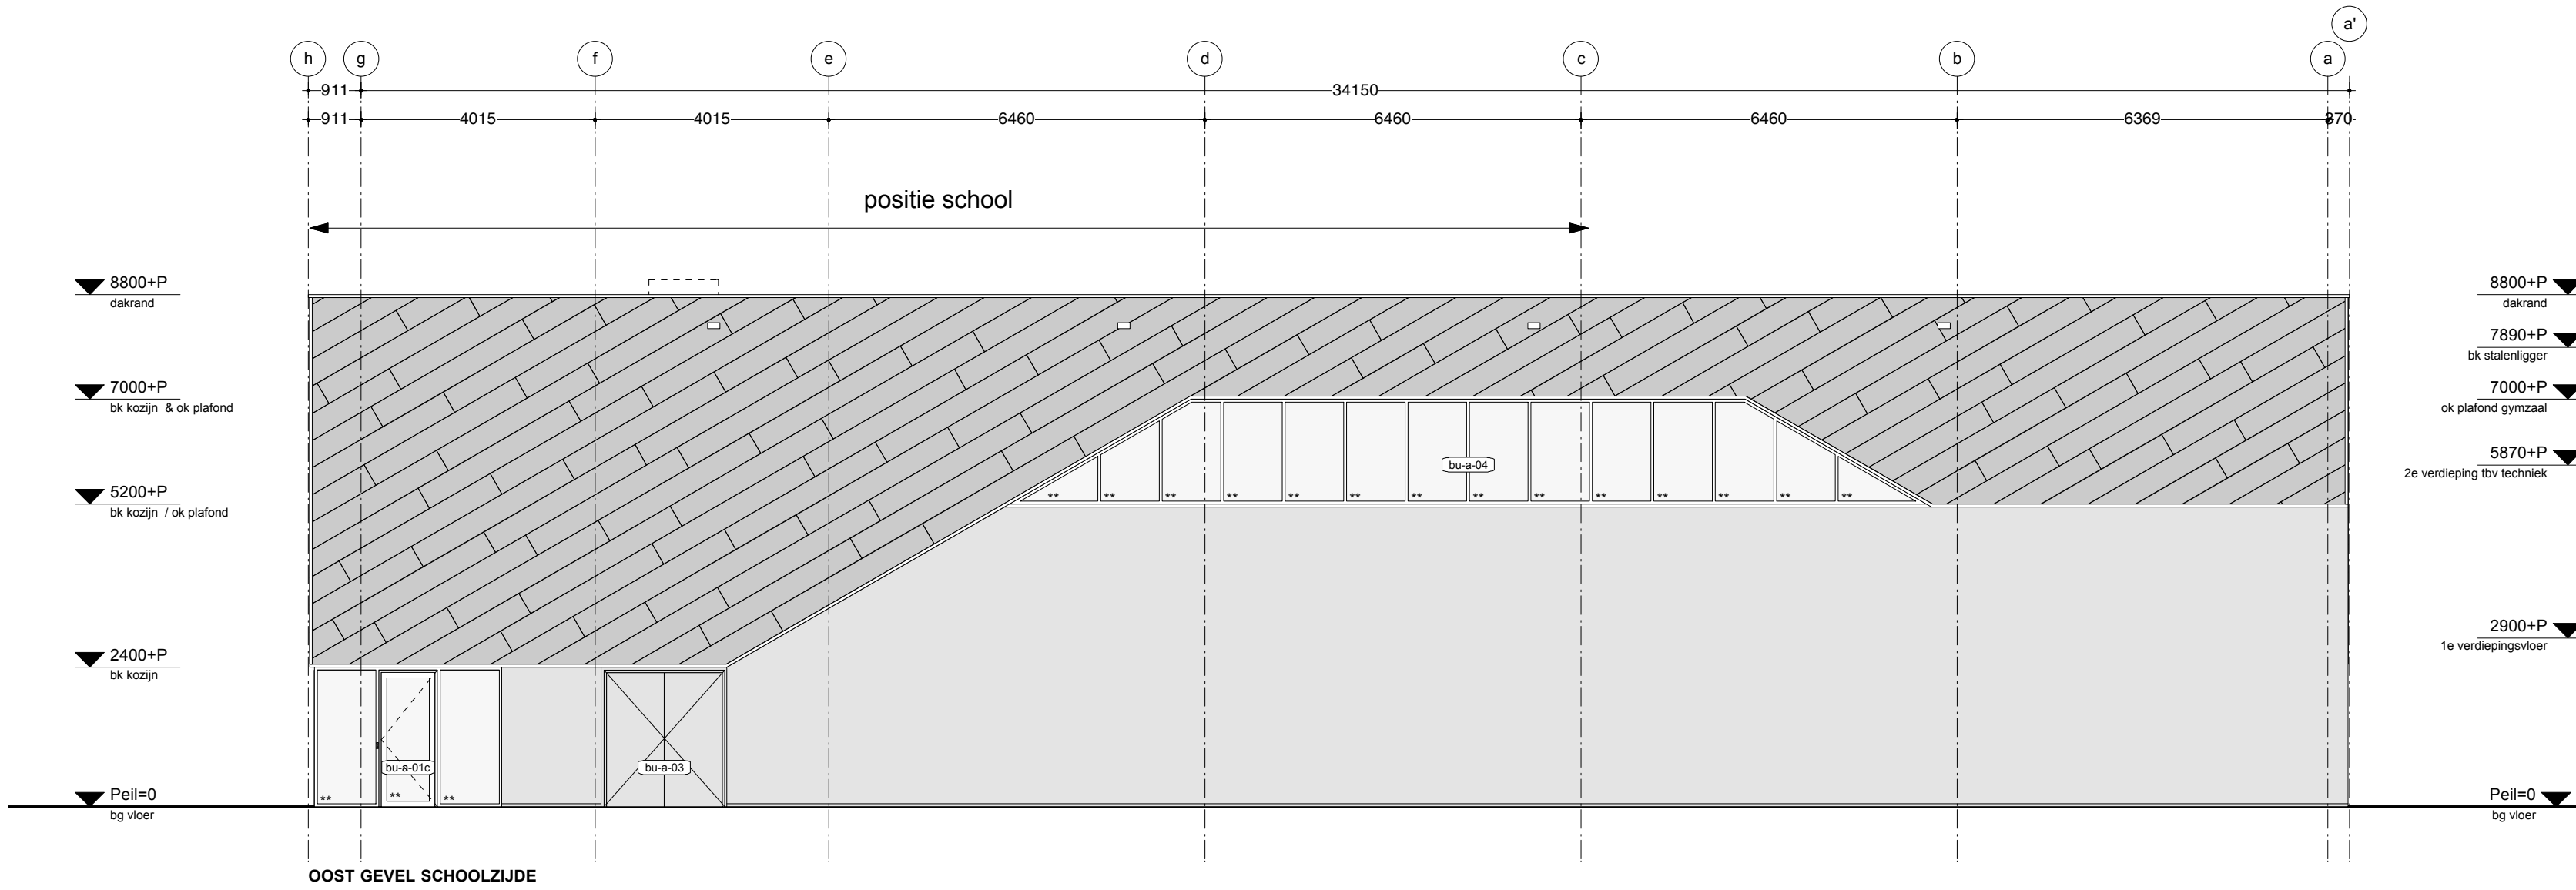 a'
h g f e d c b a
911 34150
911 4015 4015 6460 6460 6460 6369 370
positie school
8800+P
dakrand
7000+P
bk kozijn & ok plafond
5200+P
bk kozijn / ok plafond
2400+P
bk kozijn
Peil=0
bg vloer
8800+P
dakrand
7890+P
bk stalenligger
7000+P
ok plafond gymzaal
5870+P
2e verdieping tbv techniek
2900+P
1e verdiepingsvloer
Peil=0
bg vloer
bu-a-04
** ** ** ** ** ** ** ** ** ** ** ** ** **
bu-a-01c
bu-a-03
** ** **
OOST GEVEL SCHOOLZIJDE